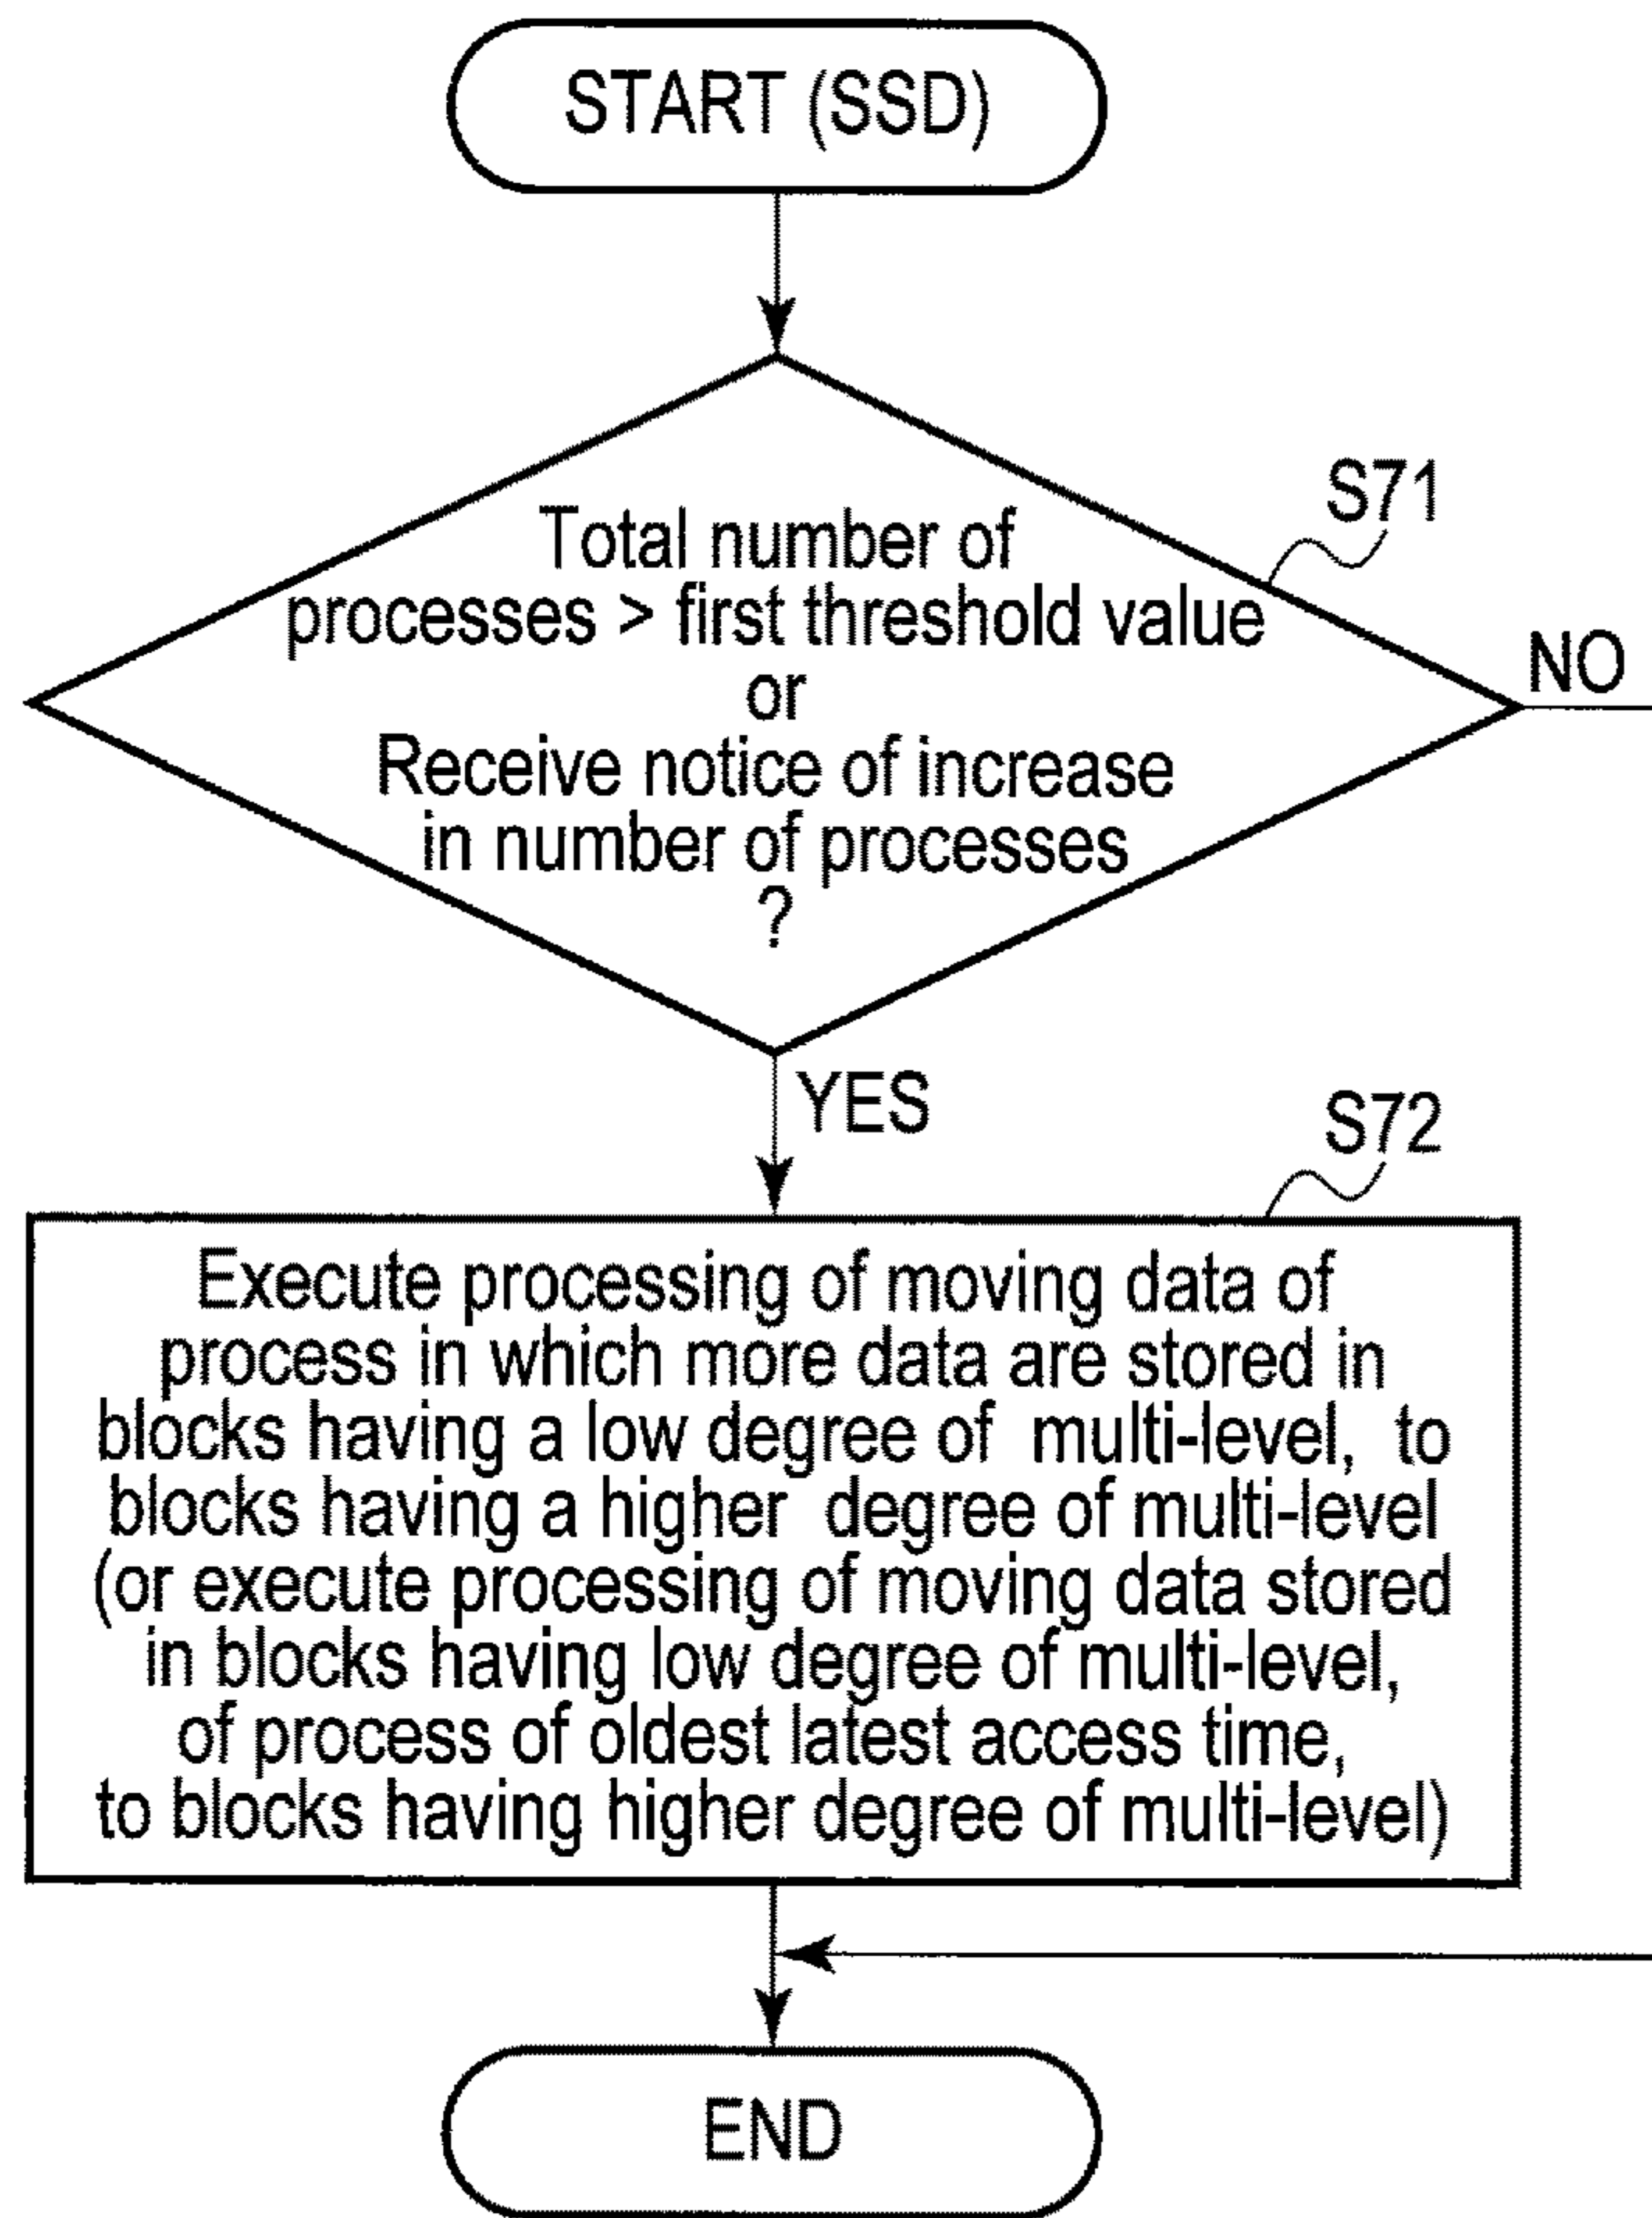 START (SSD)
S71
Total number of
processes > first threshold value
or
Receive notice of increase
in number of processes
?
NO
YES
S72
Execute processing of moving data of
process in which more data are stored in
blocks having a low degree of multi-level, to
blocks having a higher degree of multi-level
(or execute processing of moving data stored
in blocks having low degree of multi-level,
of process of oldest latest access time,
to blocks having higher degree of multi-level)
END